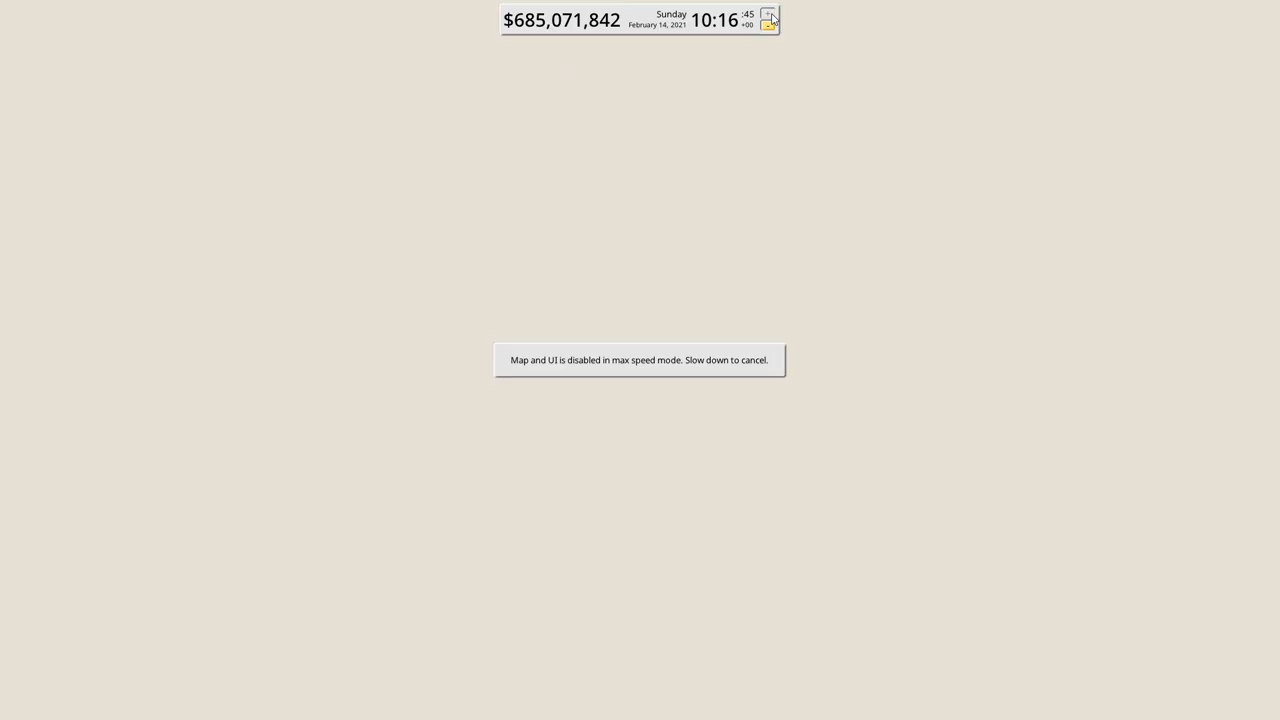 $685,071,842
Sunday
February 14, 2021
10:16
:45
+00
+
-
Map and UI is disabled in max speed mode. Slow down to cancel.